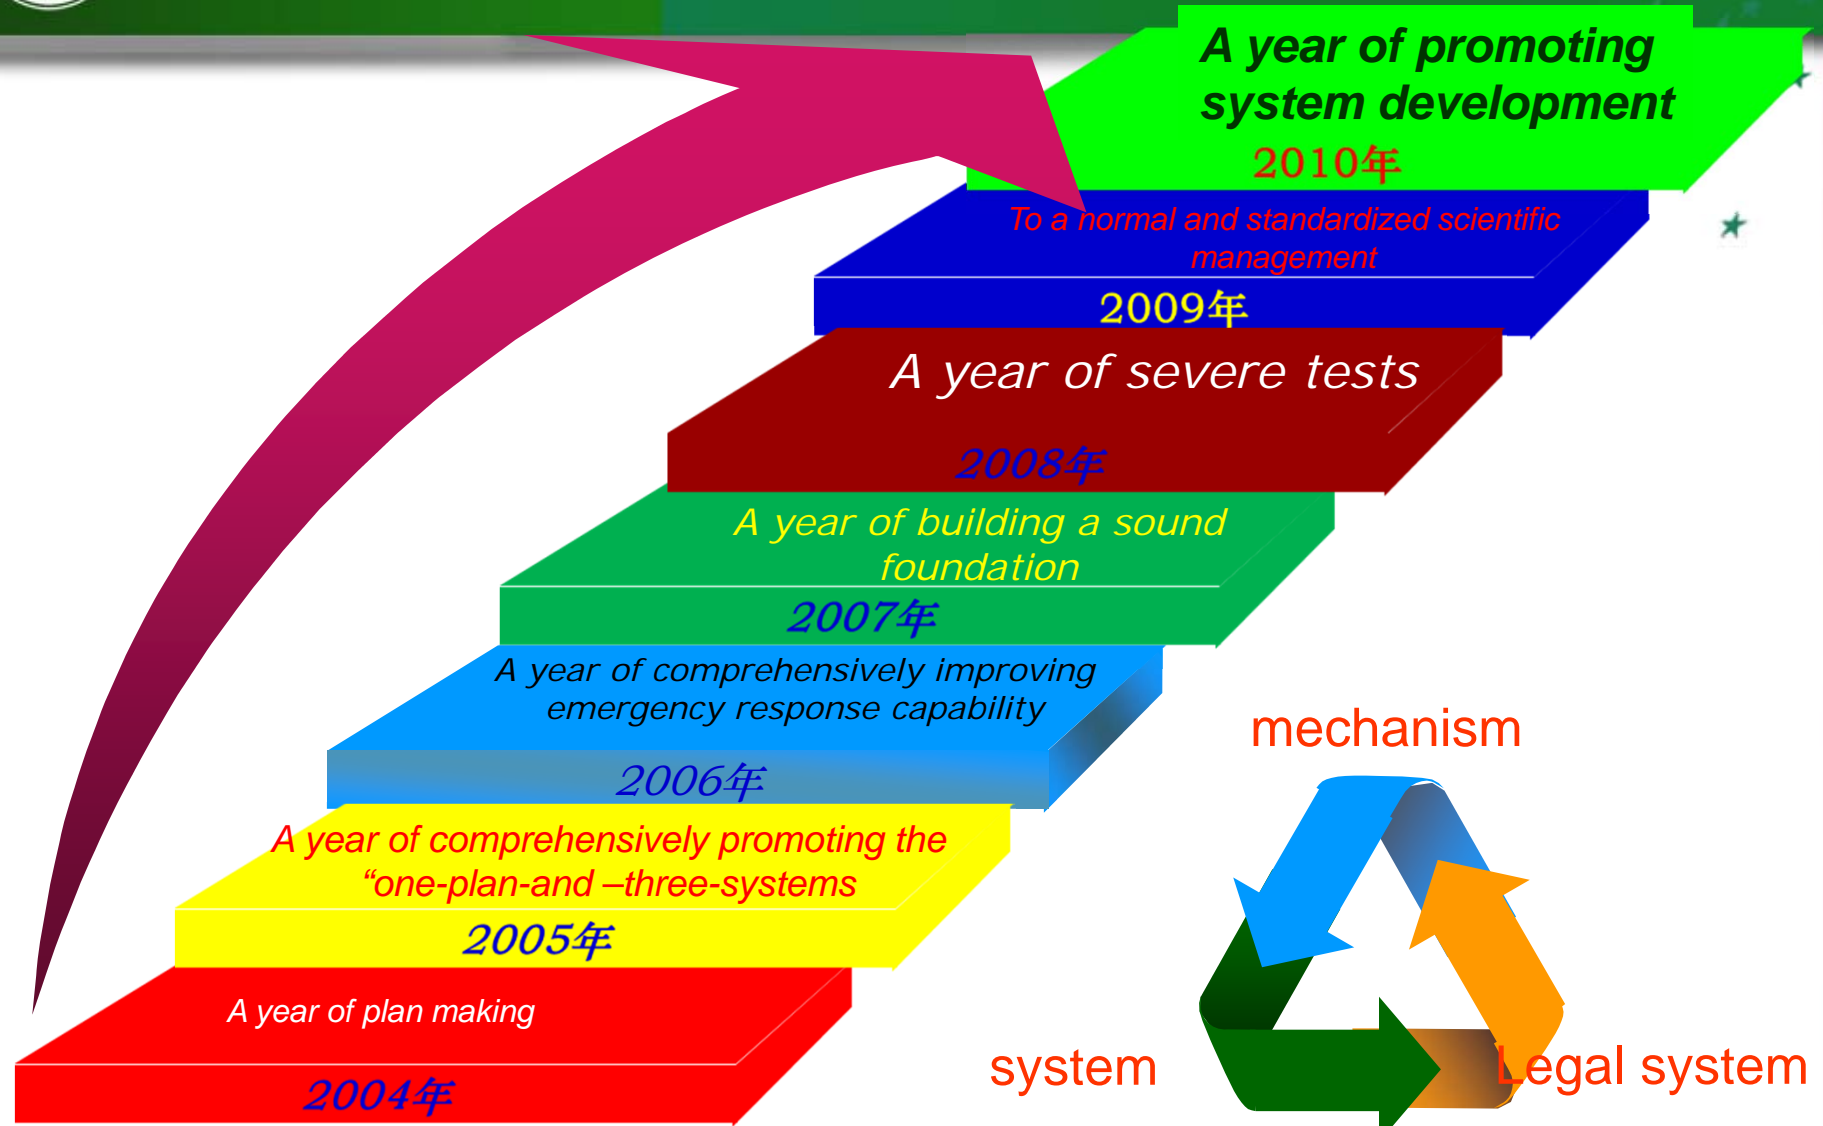 A year of promoting
system development
2010年
To a normal and standardized scientific
management
2009年
A year of severe tests
2008年
A year of building a sound
foundation
2007年
A year of comprehensively improving
emergency response capability
2006年
A year of comprehensively promoting the
“one-plan-and –three-systems
2005年
A year of plan making
2004年
mechanism
system
Legal system